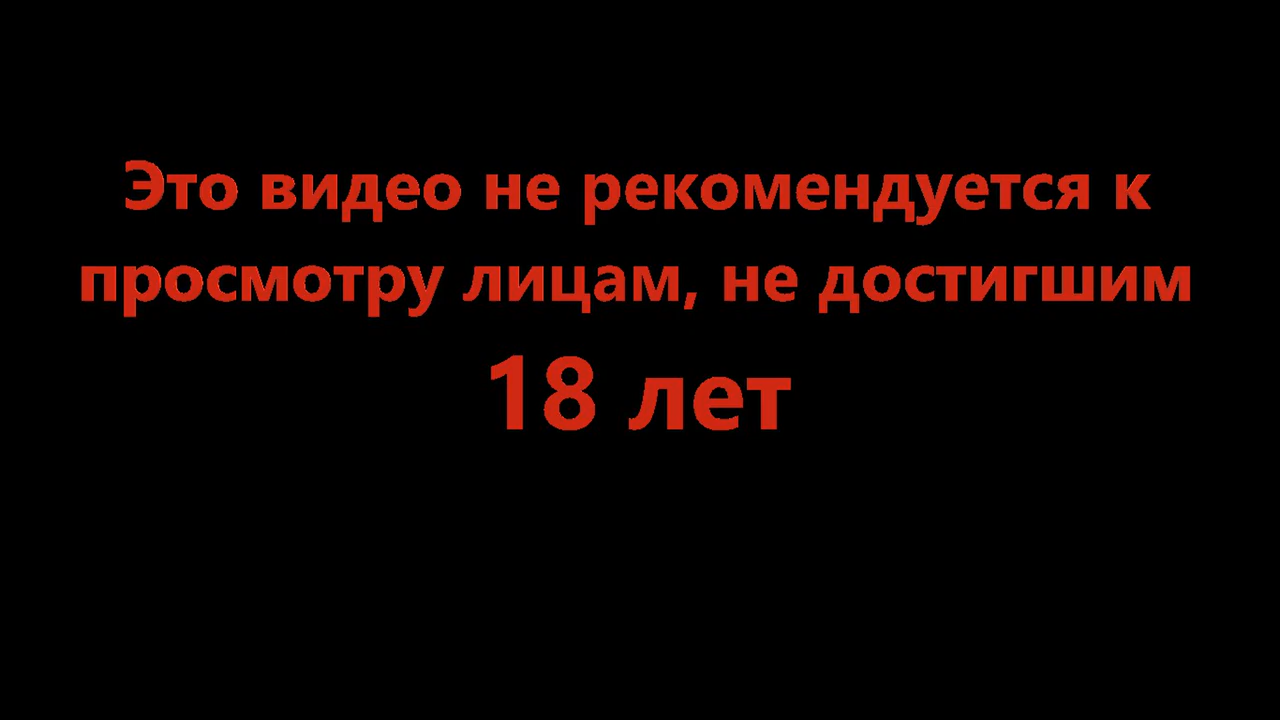 Это видео не рекомендуется к
просмотру лицам, не достигшим
18 лет